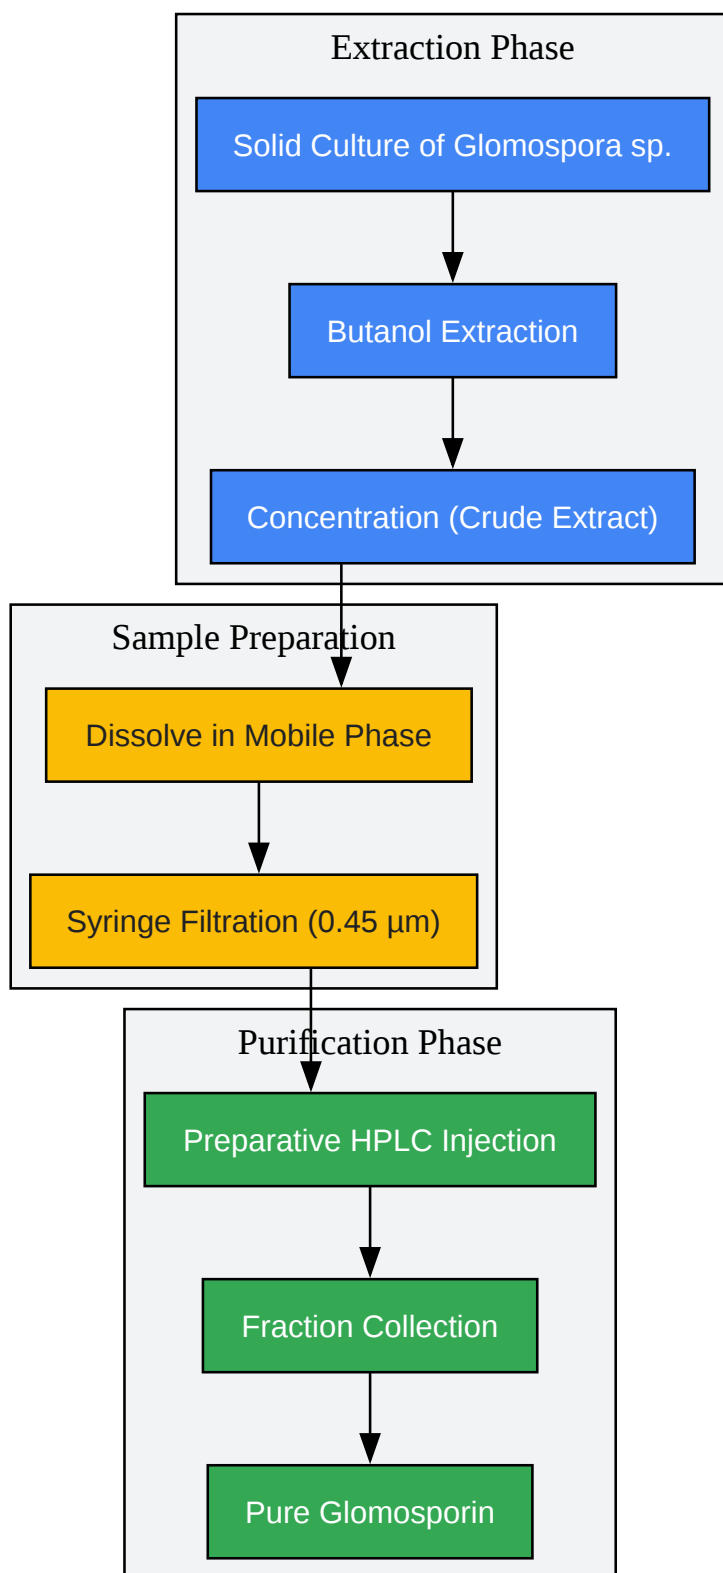 Extraction Phase
Solid Culture of Glomospora sp.
Butanol Extraction
Concentration (Crude Extract)
Sample Preparation
Dissolve in Mobile Phase
Syringe Filtration (0.45 µm)
Purification Phase
Preparative HPLC Injection
Fraction Collection
Pure Glomosporin